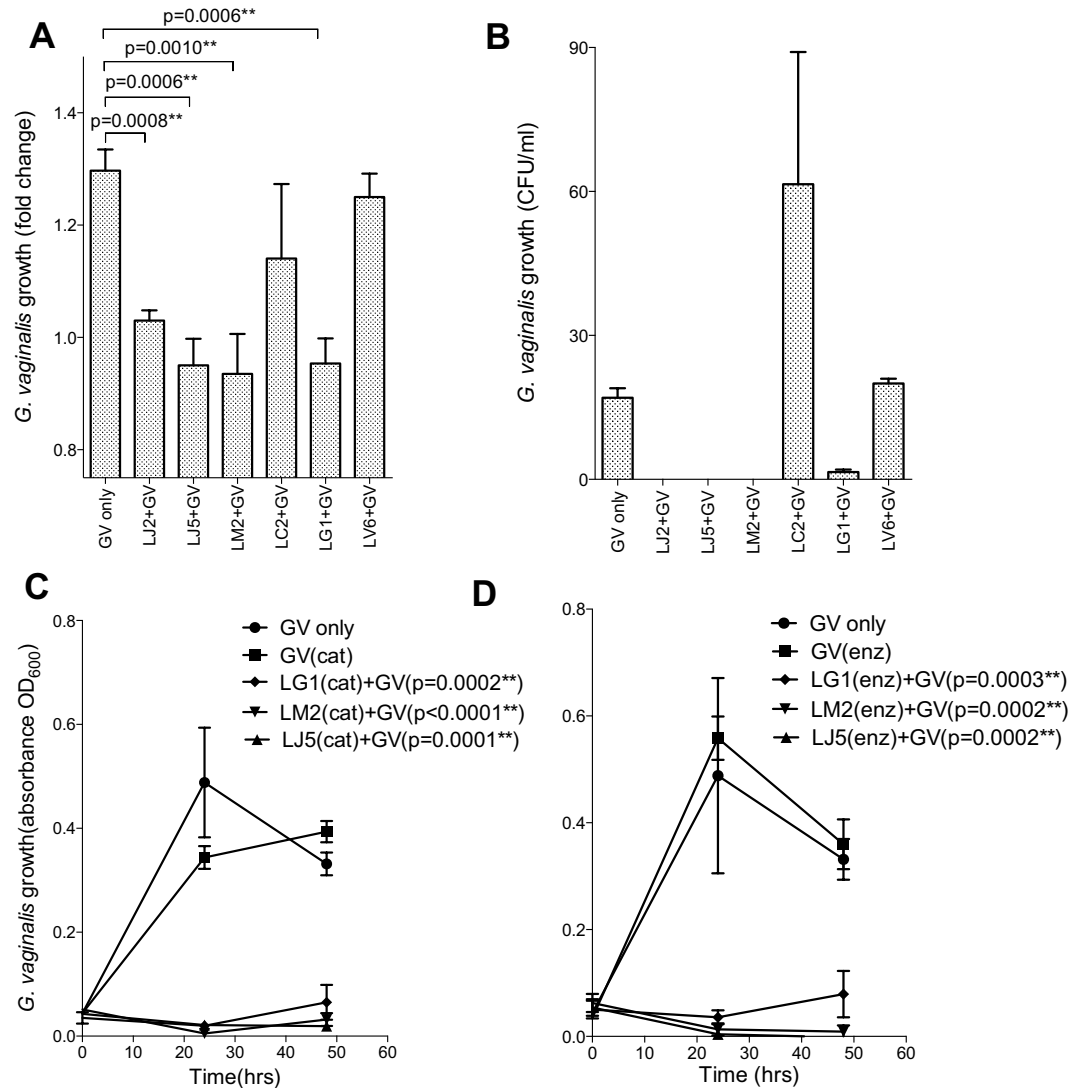 A
p=0.0006**
p=0.0010**
p=0.0006**
p=0.0008**
G. vaginalis growth (fold change)
1.4
1.2
1.0
0.8
GV only
LJ2+GV
LJ5+GV
LM2+GV
LC2+GV
LG1+GV
LV6+GV
B
G. vaginalis growth (CFU/ml)
90
60
30
0
GV only
LJ2+GV
LJ5+GV
LM2+GV
LC2+GV
LG1+GV
LV6+GV
C
G. vaginalis growth(absorbance OD600)
0.8
0.6
0.4
0.2
0.0
GV only
GV(cat)
LG1(cat)+GV(p=0.0002**)
LM2(cat)+GV(p<0.0001**)
LJ5(cat)+GV(p=0.0001**)
0 10 20 30 40 50 60
Time(hrs)
D
0.8
0.6
0.4
0.2
0.0
GV only
GV(enz)
LG1(enz)+GV(p=0.0003**)
LM2(enz)+GV(p=0.0002**)
LJ5(enz)+GV(p=0.0002**)
0 10 20 30 40 50 60
Time (hrs)